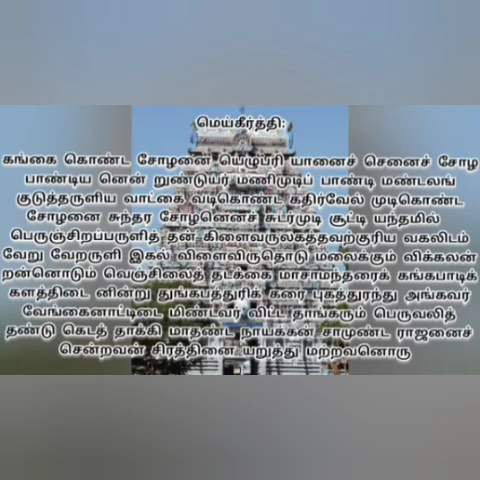 மெய்கீர்த்தி:
கங்கை கொண்ட சோழனை யெழுபரி யானைச் செனைச் சோழ
பாண்டிய னென் றுண்டுயர் மணிமுடிப் பாண்டி மண்டலங்
குடுத்தருளிய வாட்கை வடிகொண்ட கதிர்வேல் முடிகொண்ட
சோழனை சுந்தர சோழனெனச் சுடர்முடி சூட்டி யந்தமில்
பெருஞ்சிறப்பருளித் தன் கிளைவருலகத்தவற்குரிய வகலிடம்
வேறு வேறருளி இகல் விளைவிருதொடு மலைக்கும் விக்கலன்
றன்னொடும் வெஞ்சிலைத் தடக்கை மாசாமந்தரைக் கங்கபாடிக்
களத்திடை னின்று துங்கபத்துரை கரை புகத்துரந்து அங்கவர்
வேங்கைனாட்டிடை மிண்டவர் விட்ட தாங்கரும் பெருவலித்
தண்டு கெடத் தாக்கி மாதண்ட நாயக்கன் சாமுண்ட ராஜனைச்
சென்றவன் சிரத்தினை யறுத்து மற்றவனொரு